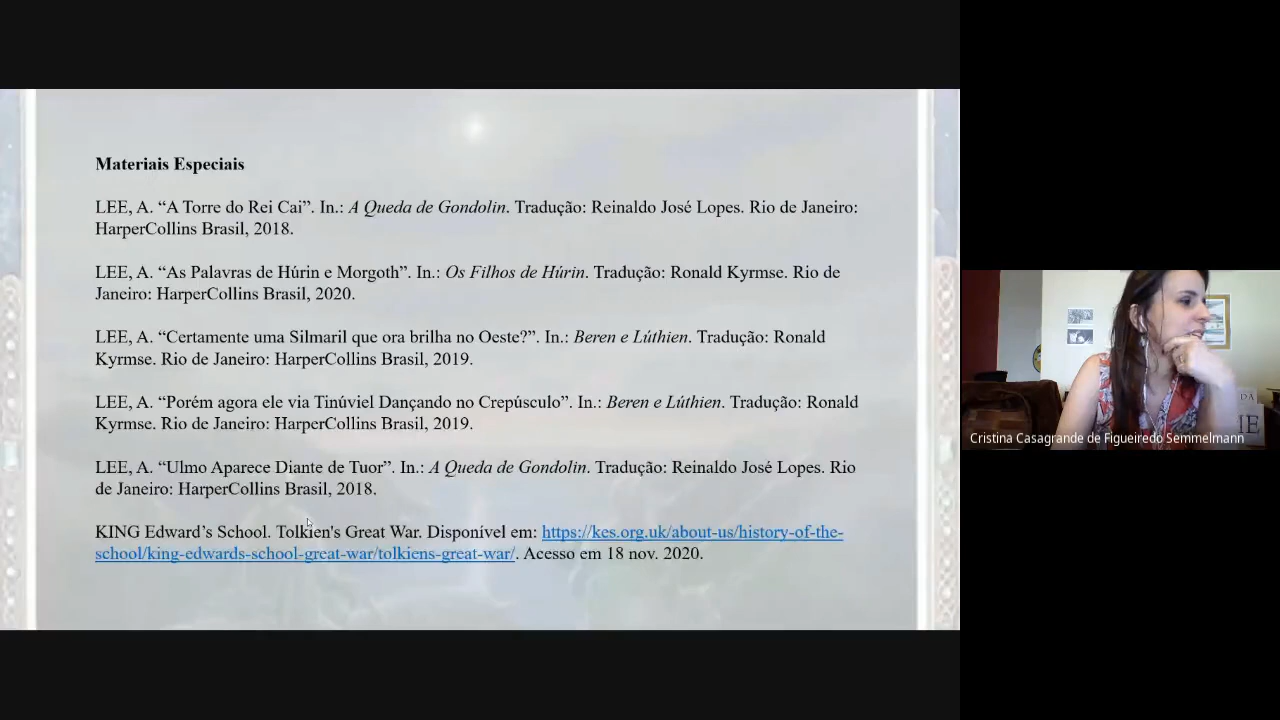 Materiais Especiais
LEE, A. “A Torre do Rei Cai”. In.: A Queda de Gondolin. Tradução: Reinaldo José Lopes. Rio de Janeiro:
HarperCollins Brasil, 2018.
LEE, A. “As Palavras de Húrin e Morgoth”. In.: Os Filhos de Húrin. Tradução: Ronald Kyrmse. Rio de
Janeiro: HarperCollins Brasil, 2020.
LEE, A. “Certamente uma Silmaril que ora brilha no Oeste?”. In.: Beren e Lúthien. Tradução: Ronald
Kyrmse. Rio de Janeiro: HarperCollins Brasil, 2019.
LEE, A. “Porém agora ele via Tinúviel Dançando no Crepúsculo”. In.: Beren e Lúthien. Tradução: Ronald
Kyrmse. Rio de Janeiro: HarperCollins Brasil, 2019.
LEE, A. “Ulmo Aparece Diante de Tuor”. In.: A Queda de Gondolin. Tradução: Reinaldo José Lopes. Rio
de Janeiro: HarperCollins Brasil, 2018.
KING Edward’s School. Tolkien's Great War. Disponível em: https://kes.org.uk/about-us/history-of-the-
school/king-edwards-school-great-war/tolkiens-great-war/. Acesso em 18 nov. 2020.
Cristina Casagrande de Figueiredo Semmelmann